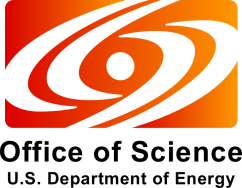 Office of Science
U.S. Department of Energy